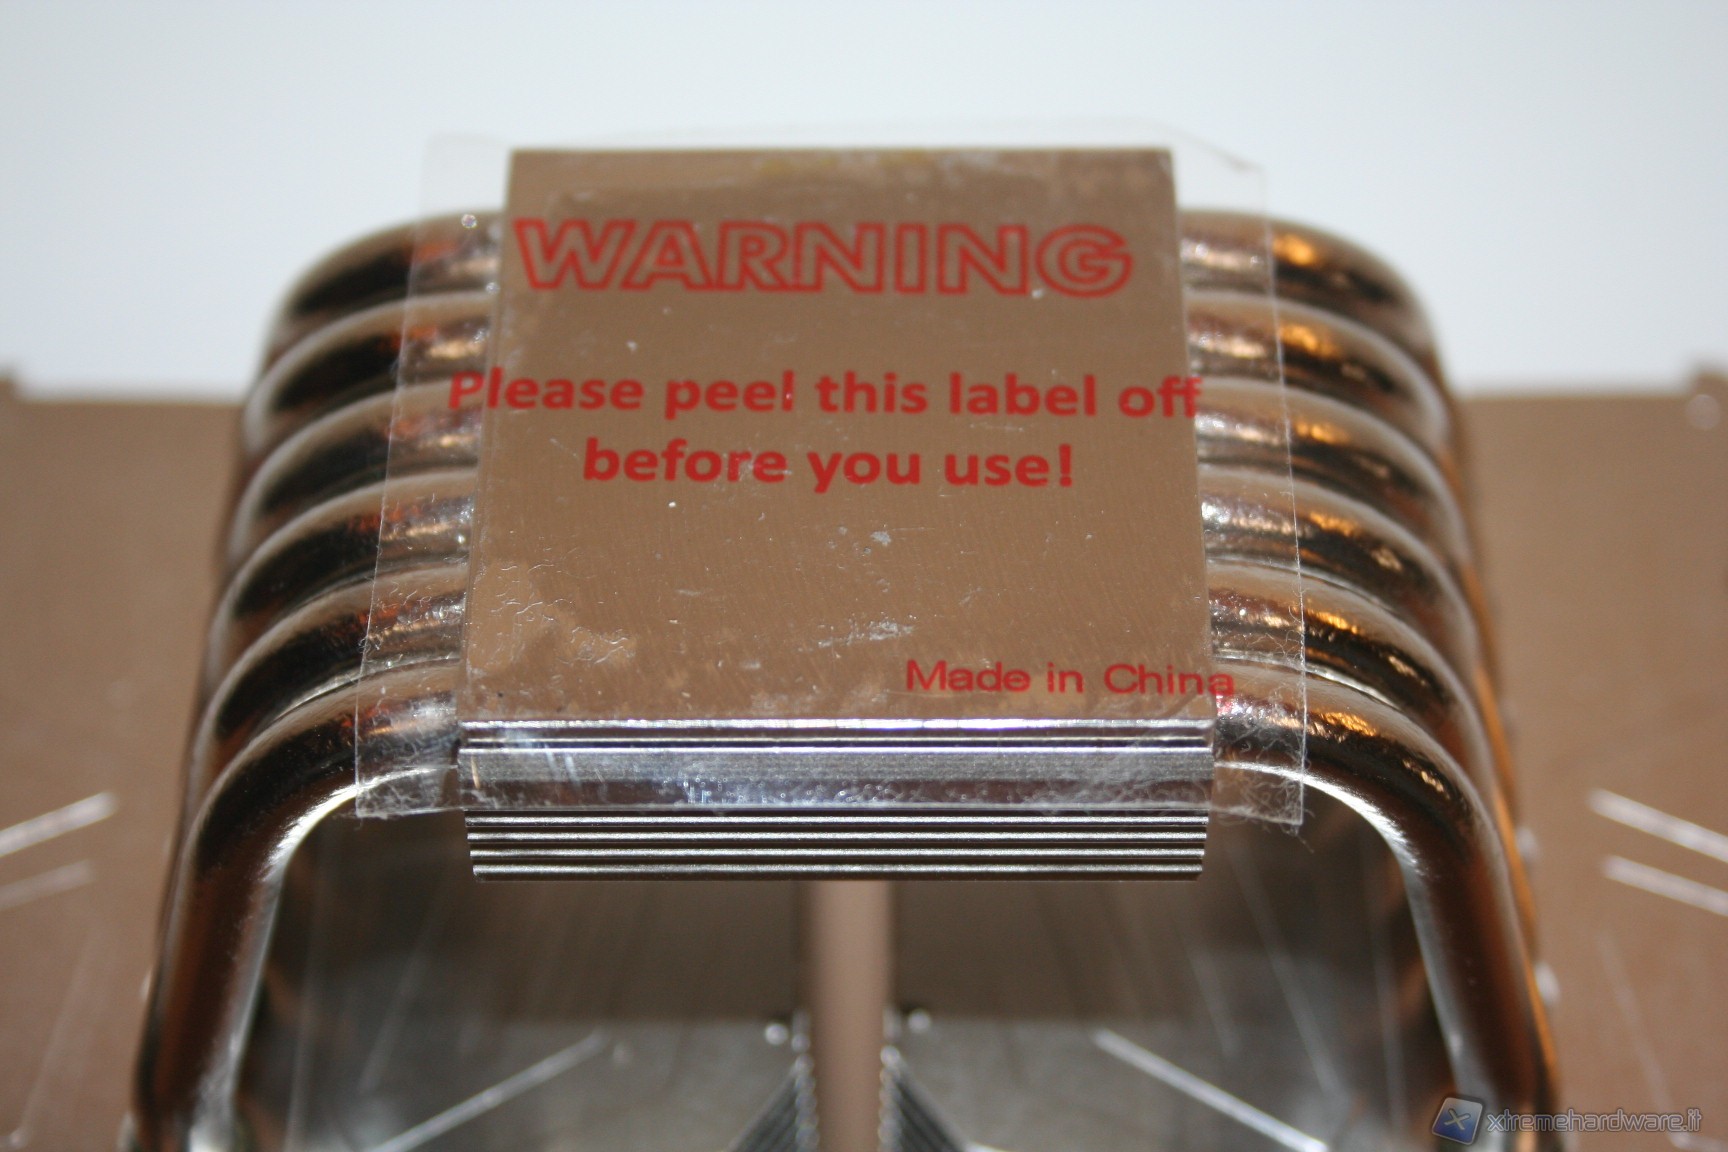 WARNING
Please peel this label off
before you use!
Made in China
xtremehardware.it